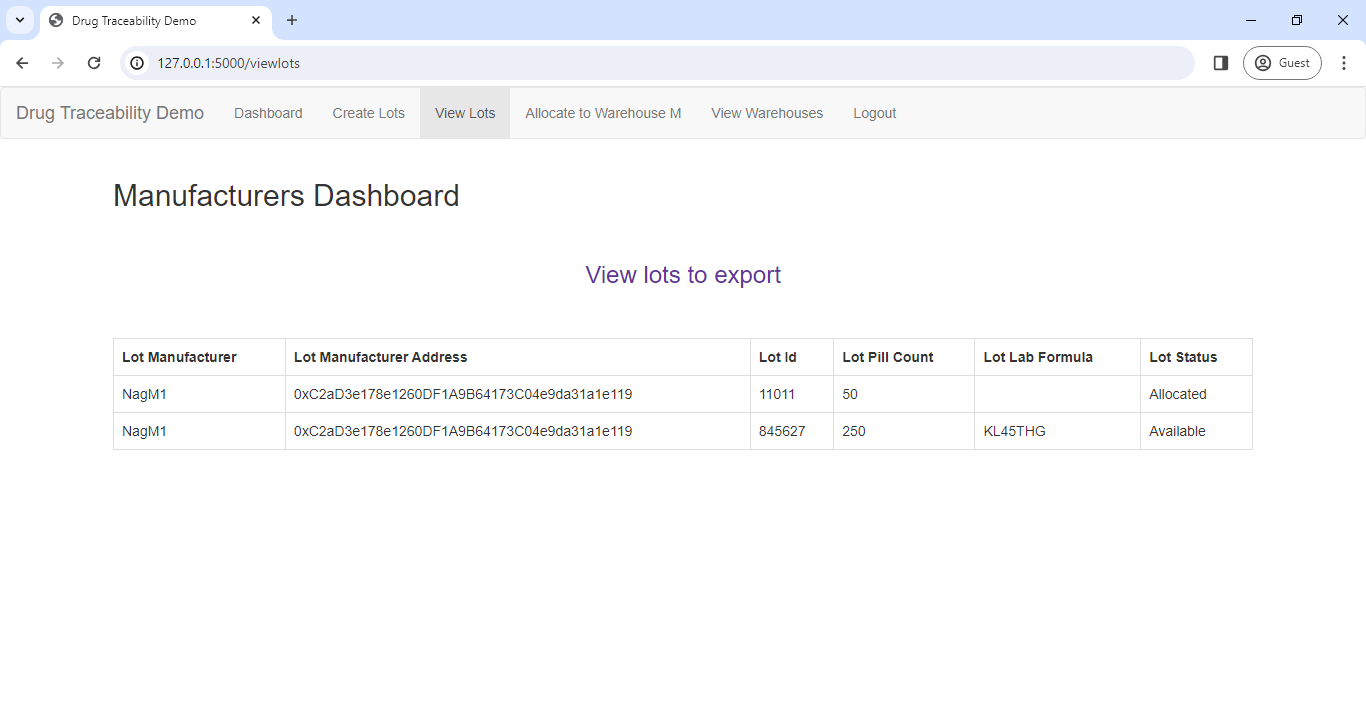 Drug Traceability Demo
127.0.0.1:5000/viewlots
Guest
Drug Traceability Demo Dashboard Create Lots View Lots Allocate to Warehouse M View Warehouses Logout
Manufacturers Dashboard
View lots to export
Lot Manufacturer Lot Manufacturer Address Lot Id Lot Pill Count Lot Lab Formula Lot Status
NagM1 0xC2aD3e178e1260DF1A9B64173C04e9da31a1e119 11011 50 Allocated
NagM1 0xC2aD3e178e1260DF1A9B64173C04e9da31a1e119 845627 250 KL45THG Available